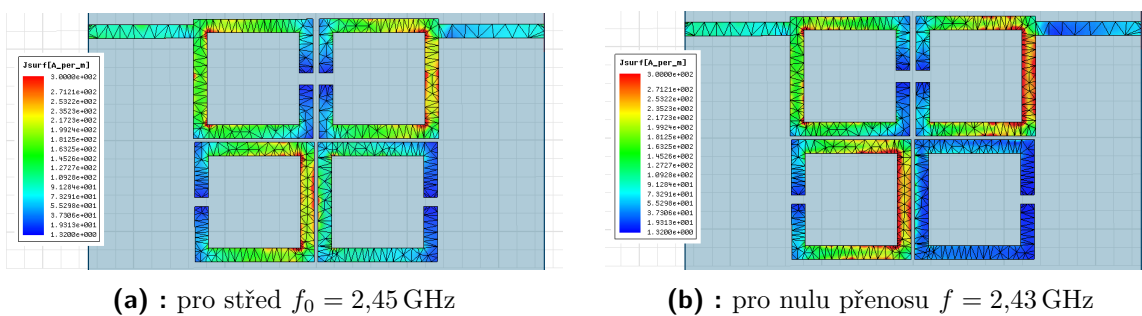 Jsurf[A_per_m]
3.0000e+002
2.7121e+002
2.5322e+002
2.3523e+002
2.1723e+002
1.9924e+002
1.8125e+002
1.6325e+002
1.4526e+002
1.2727e+002
1.0928e+002
9.1284e+001
7.3291e+001
5.5298e+001
3.7306e+001
1.9313e+001
1.3200e+000
(a) : pro střed f0 = 2,45 GHz
Jsurf[A_per_m]
3.0000e+002
2.7121e+002
2.5322e+002
2.3523e+002
2.1723e+002
1.9924e+002
1.8125e+002
1.6325e+002
1.4526e+002
1.2727e+002
1.0928e+002
9.1284e+001
7.3291e+001
5.5298e+001
3.7306e+001
1.9313e+001
1.3200e+000
(b) : pro nulu přenosu f = 2,43 GHz